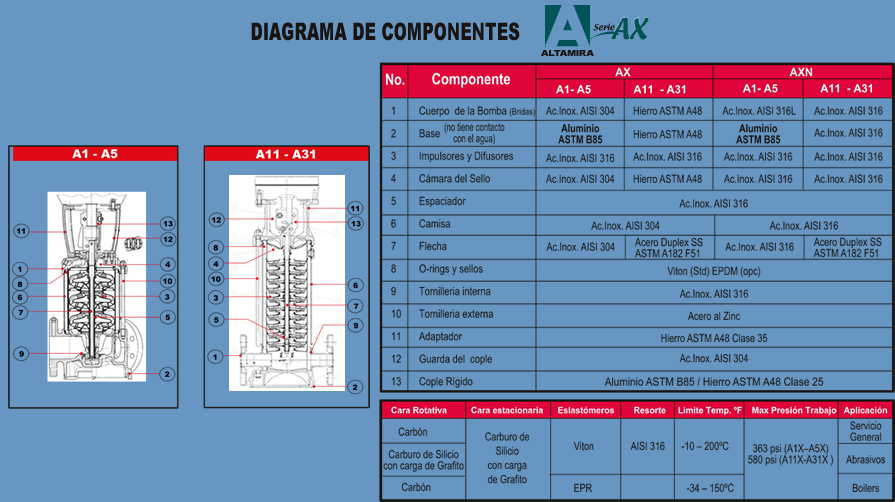 DIAGRAMA DE COMPONENTES
A
ALTAMIRA
Serie AX
No. Componente AX AXN
A1- A5 A11 - A31 A1- A5 A11 - A31
1 Cuerpo de la Bomba (Bridas) Ac.Inox. AISI 304 Hierro ASTM A48 Ac.Inox. AISI 316L Ac.Inox. AISI 316
2 Base (no tiene contacto con el agua) Aluminio ASTM B85 Hierro ASTM A48 Aluminio ASTM B85 Ac.Inox. AISI 316
3 Impulsores y Difusores Ac.Inox. AISI 316 Ac.Inox. AISI 316 Ac.Inox. AISI 316 Ac.Inox. AISI 316
4 Cámara del Sello Ac.Inox. AISI 304 Hierro ASTM A48 Ac.Inox. AISI 316 Ac.Inox. AISI 316
5 Espaciador Ac.Inox. AISI 316
6 Camisa Ac.Inox. AISI 304 Ac.Inox. AISI 316
7 Flecha Ac.Inox. AISI 304 Acero Duplex SS ASTM A182 F51 Ac.Inox. AISI 316 Acero Duplex SS ASTM A182 F51
8 O-rings y sellos Viton (Std) EPDM (opc)
9 Tornilleria interna Ac.Inox. AISI 316
10 Tornilleria externa Acero al Zinc
11 Adaptador Hierro ASTM A48 Clase 35
12 Guarda del cople Ac.Inox. AISI 304
13 Cople Rígido Aluminio ASTM B85 / Hierro ASTM A48 Clase 25
A1 - A5
11
1
8
6
7
9
13
12
4
10
3
5
2
A11 - A31
12
8
4
10
3
5
1
11
13
6
7
9
2
Cara Rotativa Cara estacionaria Eslastómeros Resorte Limite Temp. ºF Max Presión Trabajo Aplicación
Carbón
Carburo de Silicio
con carga de Grafito
Carbón
Carburo de
Silicio
con carga
de Grafito
Viton
EPR
AISI 316
-10 – 200ºC
-34 – 150ºC
363 psi (A1X–A5X)
580 psi (A11X-A31X )
Servicio
General
Abrasivos
Boilers